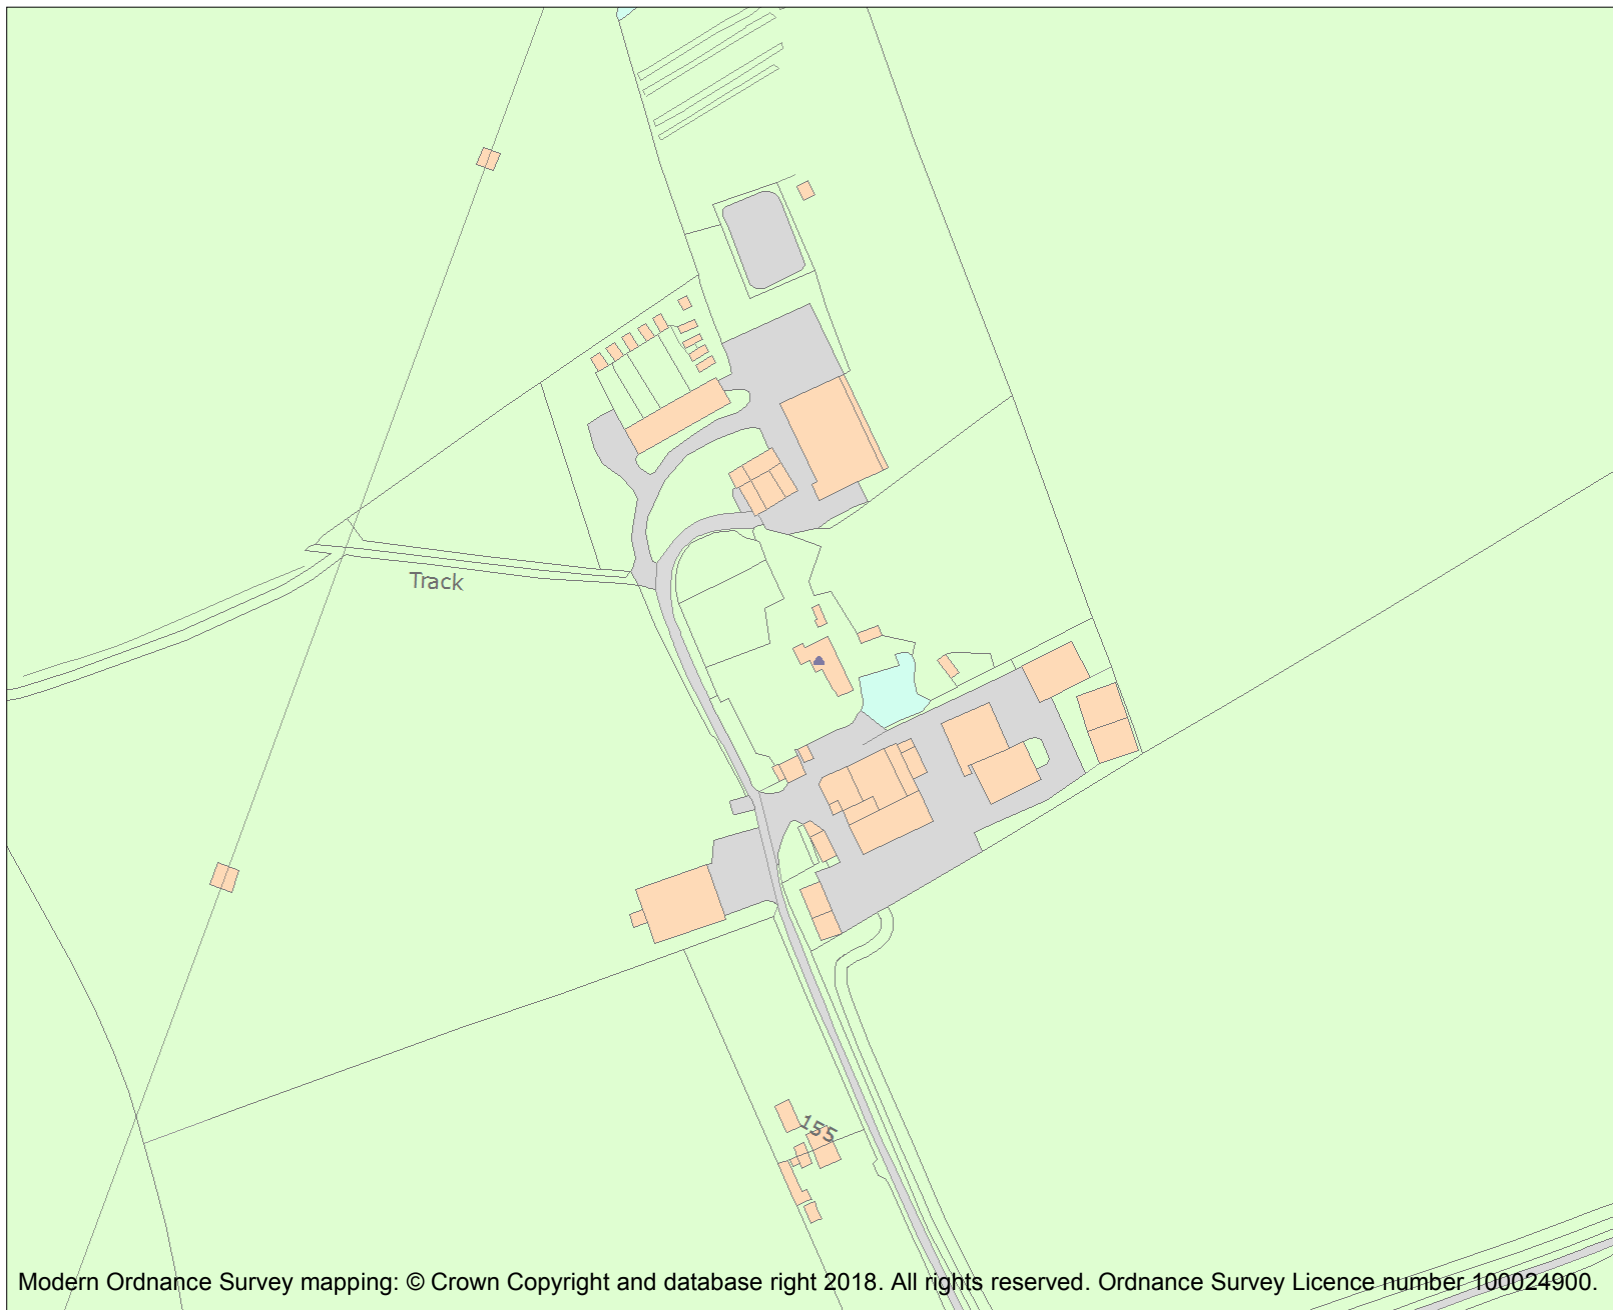 Track
155
Modern Ordnance Survey mapping: © Crown Copyright and database right 2018. All rights reserved. Ordnance Survey Licence number 100024900.